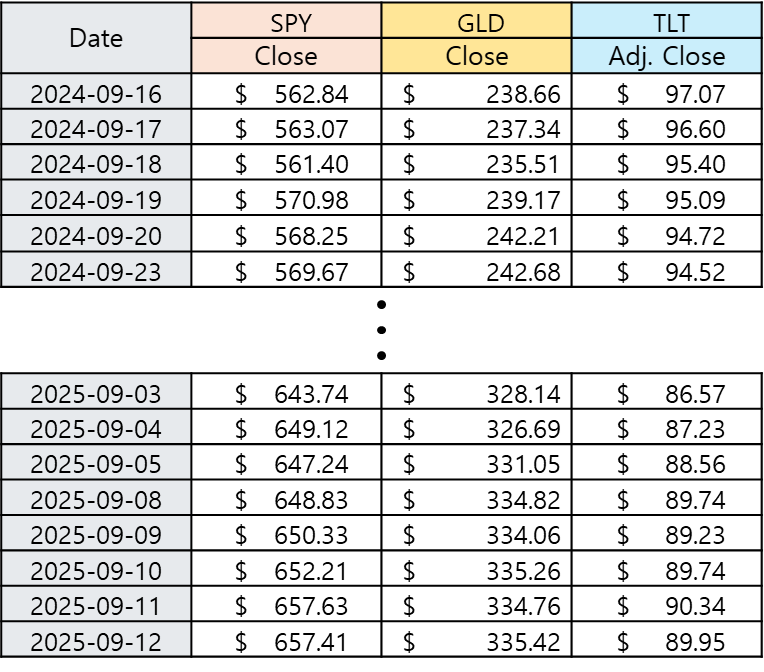 Date SPY GLD TLT
Close Close Adj. Close
2024-09-16 $ 562.84 $ 238.66 $ 97.07
2024-09-17 $ 563.07 $ 237.34 $ 96.60
2024-09-18 $ 561.40 $ 235.51 $ 95.40
2024-09-19 $ 570.98 $ 239.17 $ 95.09
2024-09-20 $ 568.25 $ 242.21 $ 94.72
2024-09-23 $ 569.67 $ 242.68 $ 94.52
2025-09-03 $ 643.74 $ 328.14 $ 86.57
2025-09-04 $ 649.12 $ 326.69 $ 87.23
2025-09-05 $ 647.24 $ 331.05 $ 88.56
2025-09-08 $ 648.83 $ 334.82 $ 89.74
2025-09-09 $ 650.33 $ 334.06 $ 89.23
2025-09-10 $ 652.21 $ 335.26 $ 89.74
2025-09-11 $ 657.63 $ 334.76 $ 90.34
2025-09-12 $ 657.41 $ 335.42 $ 89.95